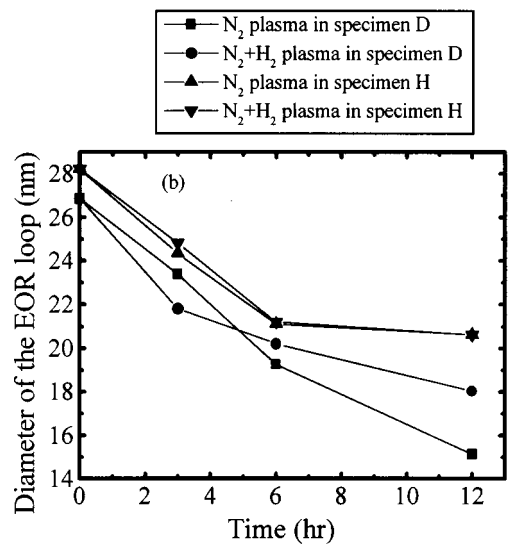 N₂ plasma in specimen D
N₂+H₂ plasma in specimen D
N₂ plasma in specimen H
N₂+H₂ plasma in specimen H
(b)
Diameter of the EOR loop (nm)
28
26
24
22
20
18
16
14
0 2 4 6 8 10 12
Time (hr)